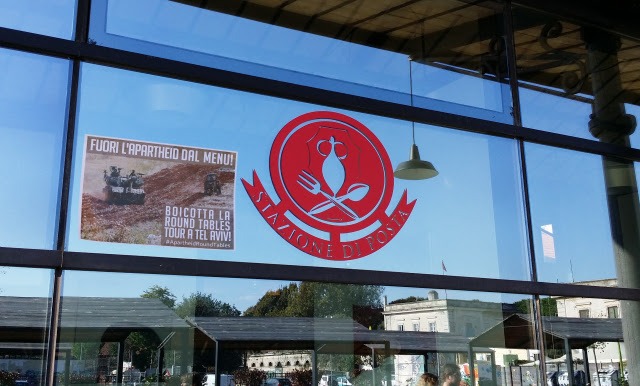 FUORI L'APARTHEID DAL MENU!
BOICOTTA LA
ROUND TABLES
TOUR A TEL AVIV!
#ApartheidRoundTables
STAZIONE DI POSTA